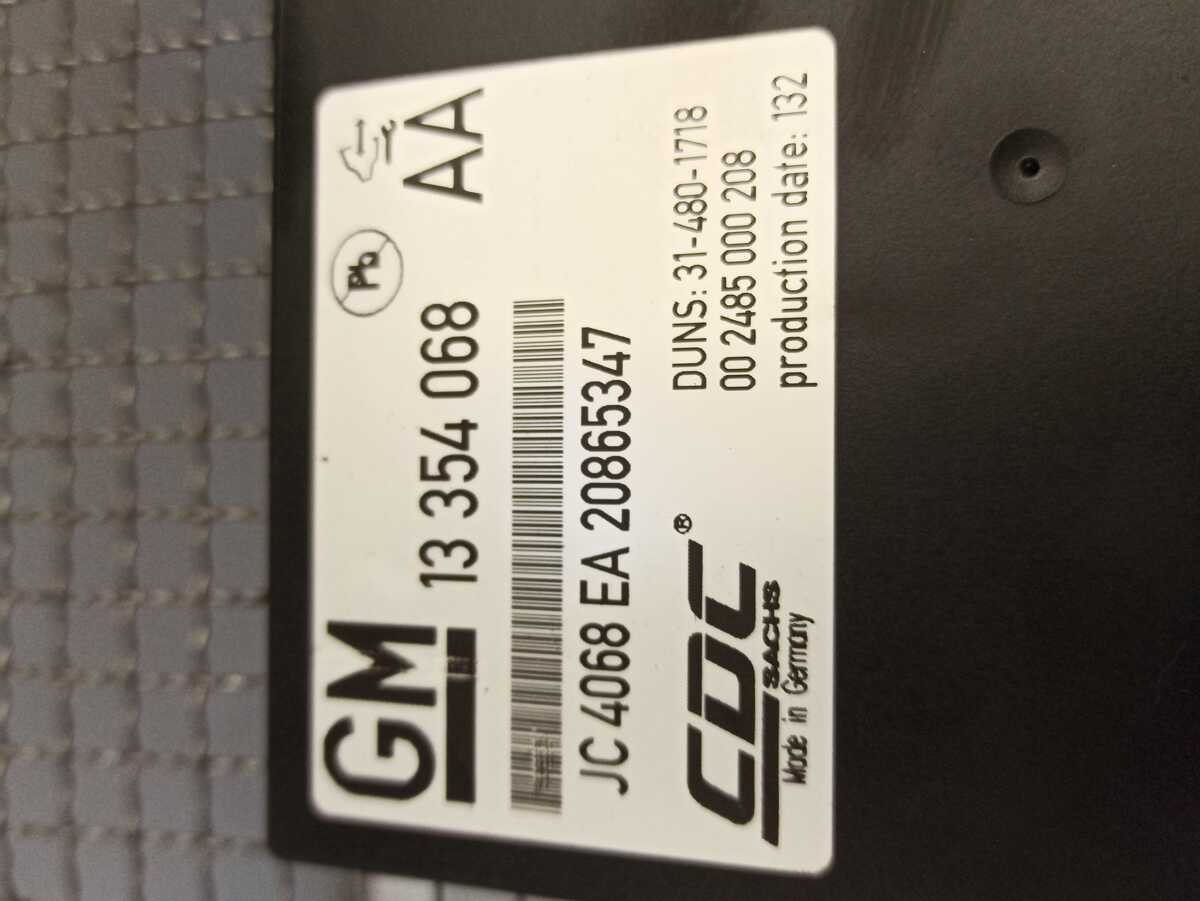 GM
13 354 068
Pb
AA
JC 4068 EA 20865347
CDC®
SACHS
Made in Germany
DUNS: 31-480-1718
00 2485 000 208
production date: 132